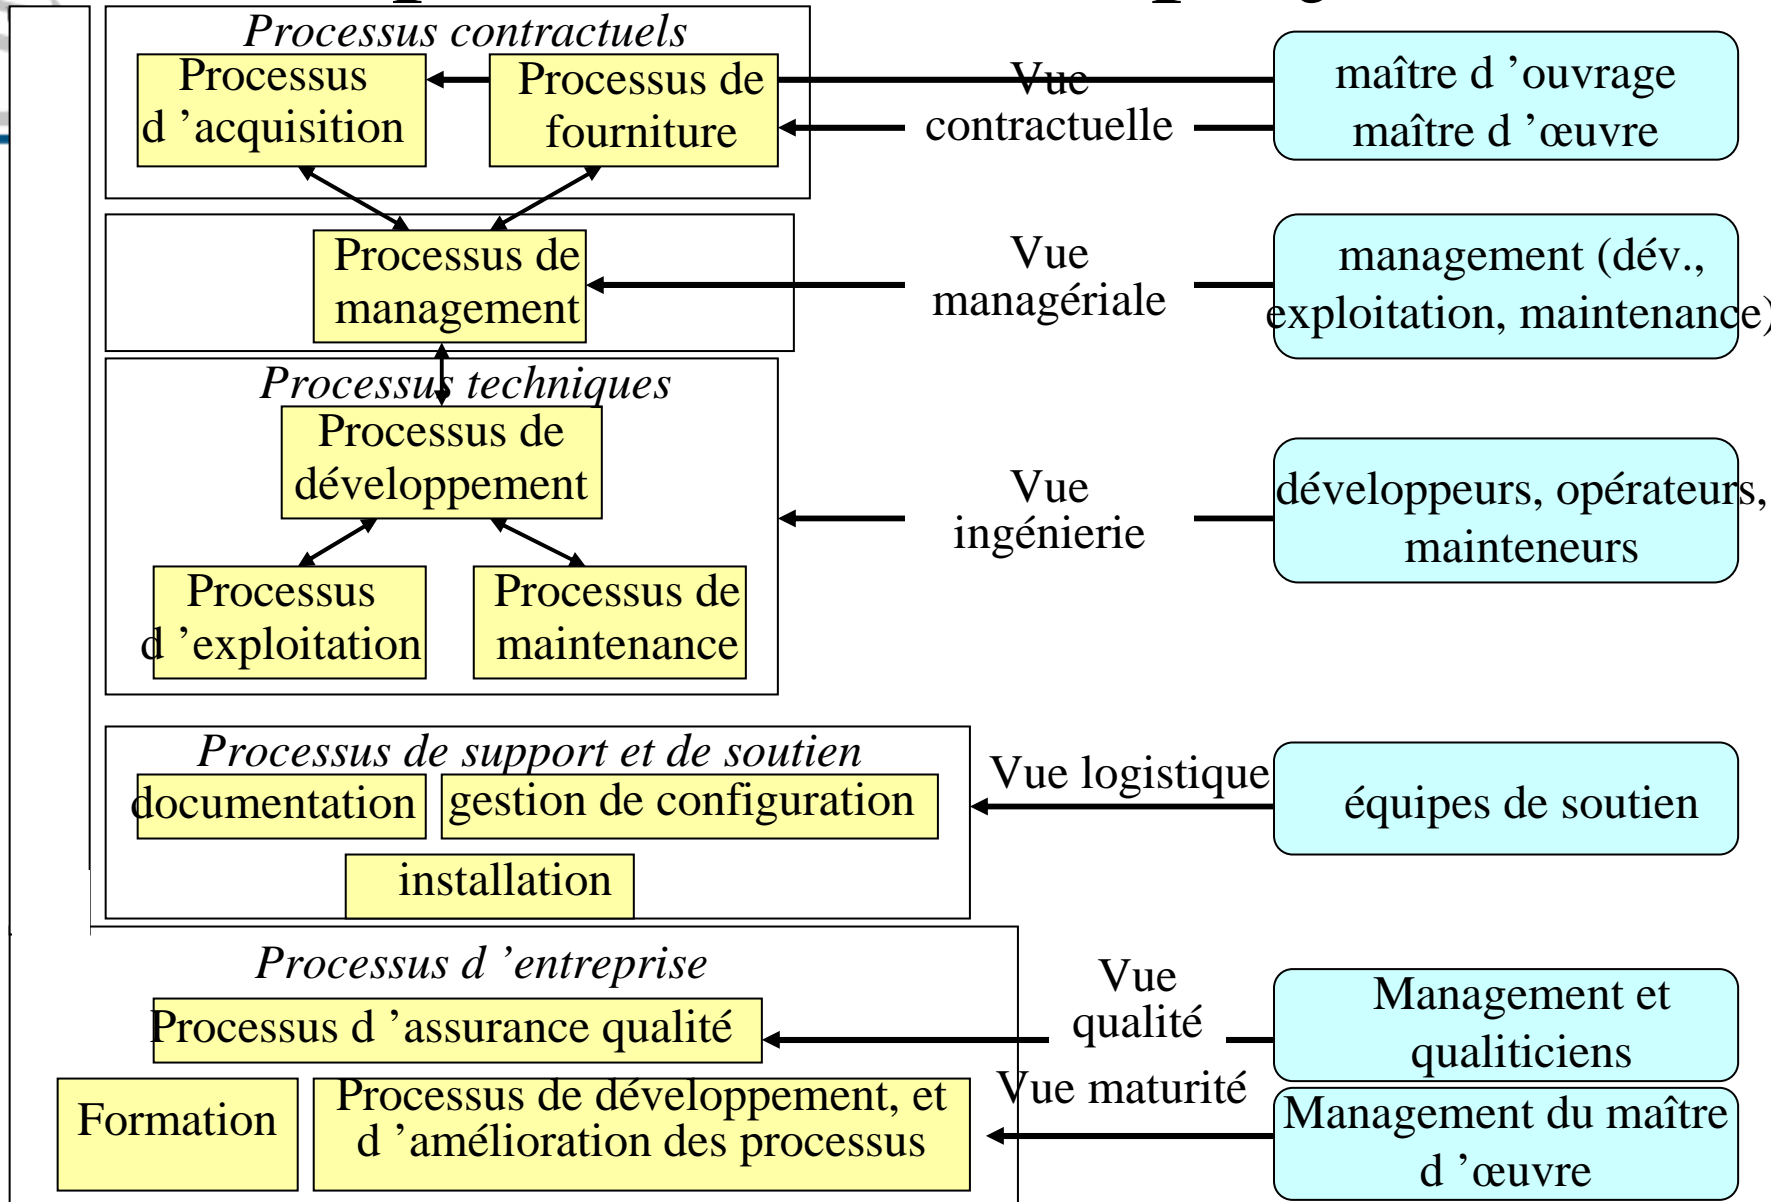 Processus contractuels
Processus
d ’acquisition
Processus de
fourniture
Vue
contractuelle
maître d ’ouvrage
maître d ’œuvre
Processus de
management
Vue
managériale
management (dév.,
exploitation, maintenance)
Processus techniques
Processus de
développement
Vue
ingénierie
développeurs, opérateurs,
mainteneurs
Processus
d ’exploitation
Processus de
maintenance
Processus de support et de soutien
documentation
gestion de configuration
installation
Vue logistique
équipes de soutien
Processus d ’entreprise
Processus d ’assurance qualité
Vue
qualité
Management et
qualiticiens
Formation
Processus de développement, et
d ’amélioration des processus
Vue maturité
Management du maître
d ’œuvre